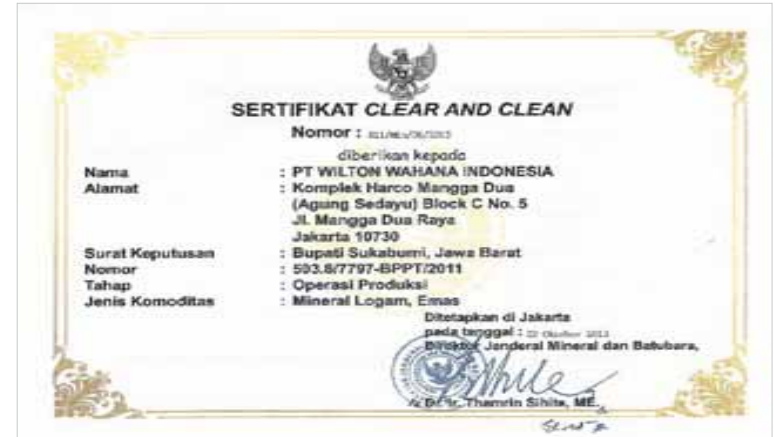 SERTIFIKAT CLEAR AND CLEAN
Nomor :
diberikan kepada
Nama : PT WILTON WAHANA INDONESIA
Alamat : Komplek Harco Mangga Dua
(Agung Sedayu) Block C No. 5
Jl. Mangga Dua Raya
Jakarta 10730
Surat Keputusan : Bupati Sukabumi, Jawa Barat
Nomor : 503.8/7797-BPPT/2011
Tahap : Operasi Produksi
Jenis Komoditas : Mineral Logam, Emas
Ditetapkan di Jakarta
pada tanggal : 22 Oktober 2013
Direktur Jenderal Mineral dan Batubara,
Thamrin Sihite, ME.